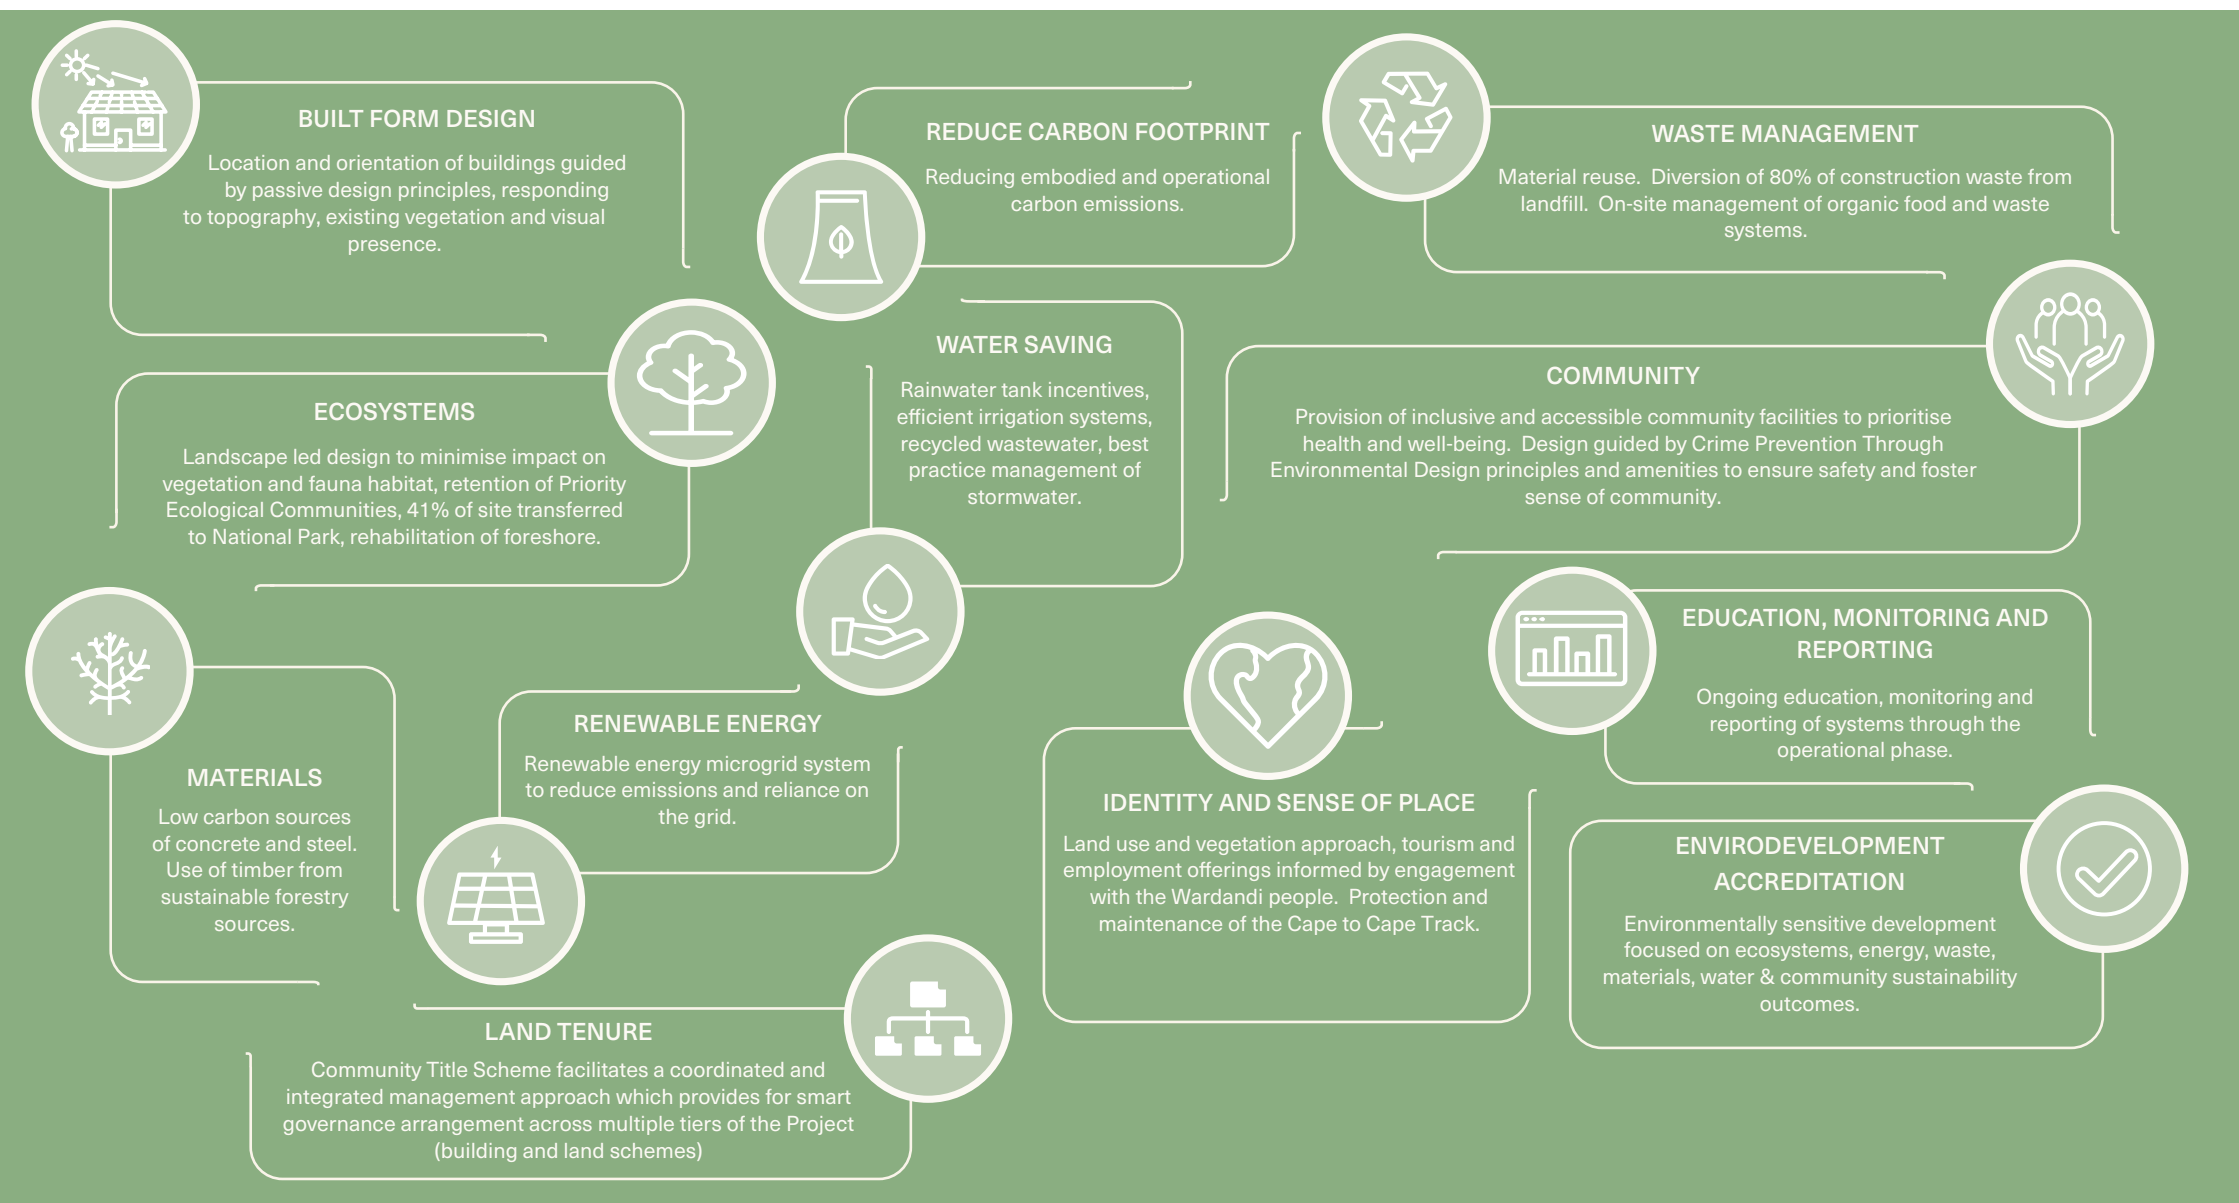 BUILT FORM DESIGN
Location and orientation of buildings guided
by passive design principles, responding
to topography, existing vegetation and visual
presence.
REDUCE CARBON FOOTPRINT
Reducing embodied and operational
carbon emissions.
WASTE MANAGEMENT
Material reuse.  Diversion of 80% of construction waste from
landfill.  On-site management of organic food and waste
systems.
ECOSYSTEMS
Landscape led design to minimise impact on
vegetation and fauna habitat, retention of Priority
Ecological Communities, 41% of site transferred
to National Park, rehabilitation of foreshore.
WATER SAVING
Rainwater tank incentives,
efficient irrigation systems,
recycled wastewater, best
practice management of
stormwater.
COMMUNITY
Provision of inclusive and accessible community facilities to prioritise
health and well-being.  Design guided by Crime Prevention Through
Environmental Design principles and amenities to ensure safety and foster
sense of community.
MATERIALS
Low carbon sources
of concrete and steel.
Use of timber from
sustainable forestry
sources.
RENEWABLE ENERGY
Renewable energy microgrid system
to reduce emissions and reliance on
the grid.
IDENTITY AND SENSE OF PLACE
Land use and vegetation approach, tourism and
employment offerings informed by engagement
with the Wardandi people.  Protection and
maintenance of the Cape to Cape Track.
EDUCATION, MONITORING AND
REPORTING
Ongoing education, monitoring and
reporting of systems through the
operational phase.
ENVIRODEVELOPMENT
ACCREDITATION
Environmentally sensitive development
focused on ecosystems, energy, waste,
materials, water & community sustainability
outcomes.
LAND TENURE
Community Title Scheme facilitates a coordinated and
integrated management approach which provides for smart
governance arrangement across multiple tiers of the Project
(building and land schemes)